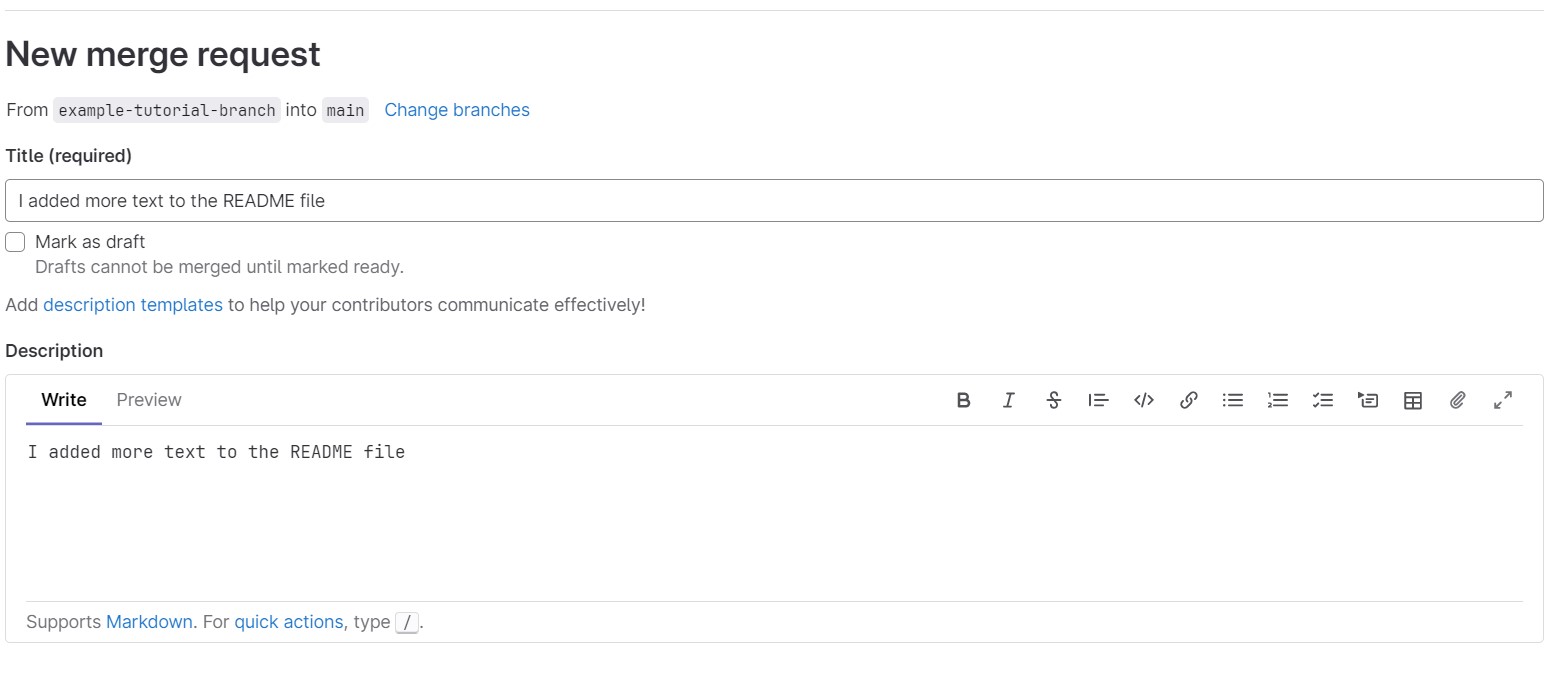 New merge request
From example-tutorial-branch into main Change branches
Title (required)
I added more text to the README file
Mark as draft
Drafts cannot be merged until marked ready.
Add description templates to help your contributors communicate effectively!
Description
Write Preview
I added more text to the README file
Supports Markdown. For quick actions, type /.